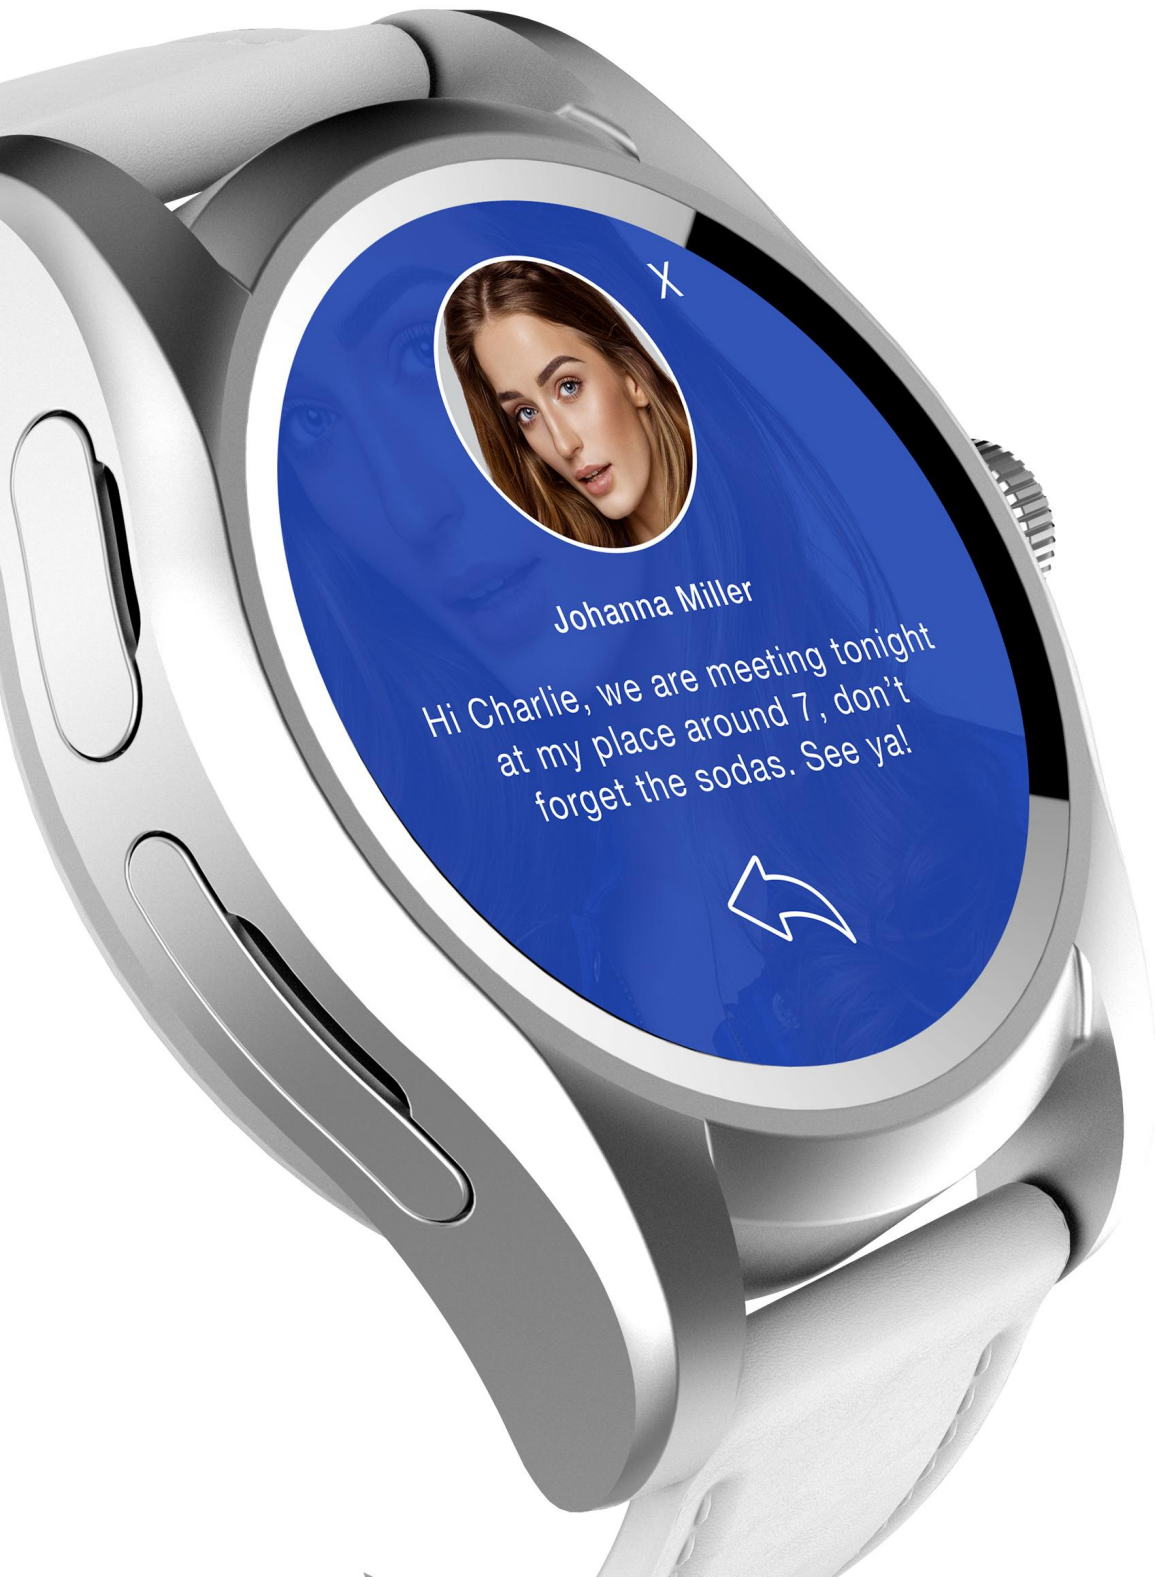 X
Johanna Miller
Hi Charlie, we are meeting tonight
at my place around 7, don't
forget the sodas. See ya!